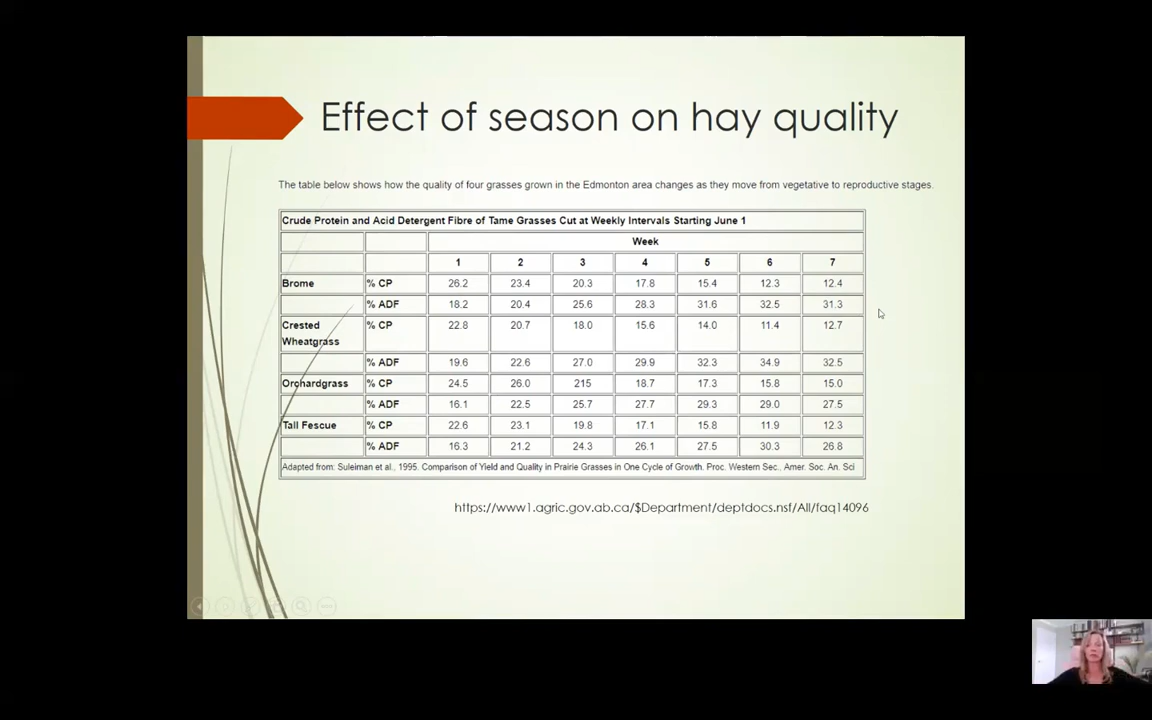 Effect of season on hay quality
The table below shows how the quality of four grasses grown in the Edmonton area changes as they move from vegetative to reproductive stages.
Crude Protein and Acid Detergent Fibre of Tame Grasses Cut at Weekly Intervals Starting June 1
Week
1 2 3 4 5 6 7
Brome % CP 26.2 23.4 20.3 17.8 15.4 12.3 12.4
% ADF 18.2 20.4 25.6 28.3 31.6 32.5 31.3
Crested Wheatgrass % CP 22.8 20.7 18.0 15.6 14.0 11.4 12.7
% ADF 19.6 22.6 27.0 29.9 32.3 34.9 32.5
Orchardgrass % CP 24.5 26.0 215 18.7 17.3 15.8 15.0
% ADF 16.1 22.5 25.7 27.7 29.3 29.0 27.5
Tall Fescue % CP 22.6 23.1 19.8 17.1 15.8 11.9 12.3
% ADF 16.3 21.2 24.3 26.1 27.5 30.3 26.8
Adapted from: Suleiman et al., 1995. Comparison of Yield and Quality in Prairie Grasses in One Cycle of Growth. Proc. Western Sec., Amer. Soc. An. Sci
https://www1.agric.gov.ab.ca/$Department/deptdocs.nsf/All/faq14096